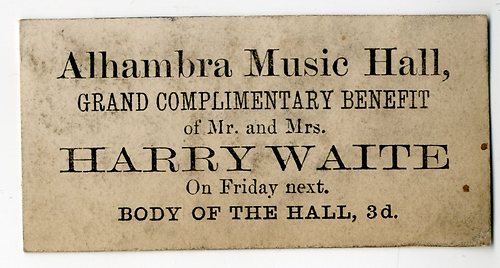 Alhambra Music Hall,
GRAND COMPLIMENTARY BENEFIT
of Mr. and Mrs.
HARRY WAITE
On Friday next.
BODY OF THE HALL, 3d.